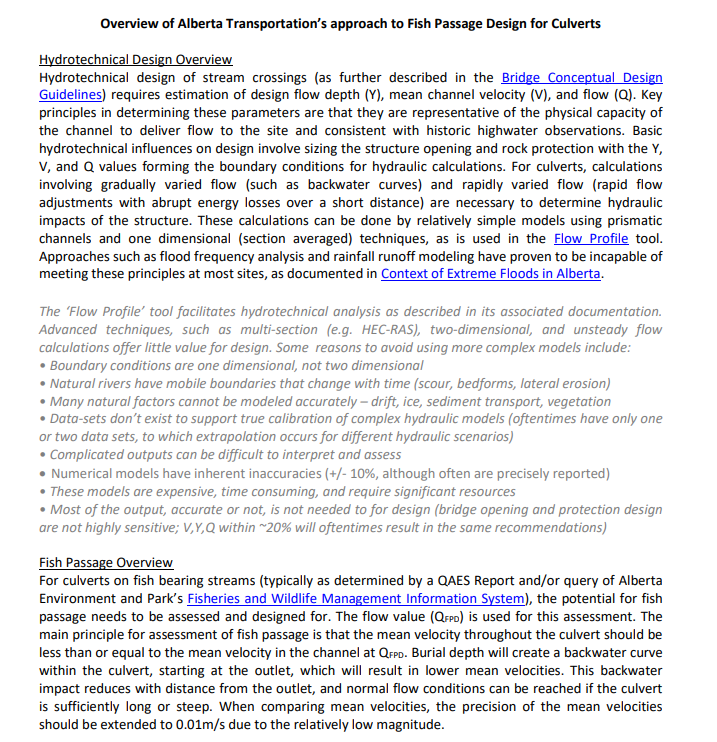 Overview of Alberta Transportation's approach to Fish Passage Design for Culverts
Hydrotechnical Design Overview
Hydrotechnical design of stream crossings (as further described in the Bridge Conceptual Design
Guidelines) requires estimation of design flow depth (Y), mean channel velocity (V), and flow (Q). Key
principles in determining these parameters are that they are representative of the physical capacity of
the channel to deliver flow to the site and consistent with historic highwater observations. Basic
hydrotechnical influences on design involve sizing the structure opening and rock protection with the Y,
V, and Q values forming the boundary conditions for hydraulic calculations. For culverts, calculations
involving gradually varied flow (such as backwater curves) and rapidly varied flow (rapid flow
adjustments with abrupt energy losses over a short distance) are necessary to determine hydraulic
impacts of the structure. These calculations can be done by relatively simple models using prismatic
channels and one dimensional (section averaged) techniques, as is used in the Flow Profile tool.
Approaches such as flood frequency analysis and rainfall runoff modeling have proven to be incapable of
meeting these principles at most sites, as documented in Context of Extreme Floods in Alberta.
The 'Flow Profile' tool facilitates hydrotechnical analysis as described in its associated documentation.
Advanced techniques, such as multi-section (e.g. HEC-RAS), two-dimensional, and unsteady flow
calculations offer little value for design. Some reasons to avoid using more complex models include:
• Boundary conditions are one dimensional, not two dimensional
• Natural rivers have mobile boundaries that change with time (scour, bedforms, lateral erosion)
• Many natural factors cannot be modeled accurately – drift, ice, sediment transport, vegetation
• Data-sets don't exist to support true calibration of complex hydraulic models (oftentimes have only one
or two data sets, to which extrapolation occurs for different hydraulic scenarios)
• Complicated outputs can be difficult to interpret and assess
• Numerical models have inherent inaccuracies (+/- 10%, although often are precisely reported)
• These models are expensive, time consuming, and require significant resources
• Most of the output, accurate or not, is not needed to for design (bridge opening and protection design
are not highly sensitive; V,Y,Q within ~20% will oftentimes result in the same recommendations)
Fish Passage Overview
For culverts on fish bearing streams (typically as determined by a QAES Report and/or query of Alberta
Environment and Park's Fisheries and Wildlife Management Information System), the potential for fish
passage needs to be assessed and designed for. The flow value (QFPD) is used for this assessment. The
main principle for assessment of fish passage is that the mean velocity throughout the culvert should be
less than or equal to the mean velocity in the channel at QFPD. Burial depth will create a backwater curve
within the culvert, starting at the outlet, which will result in lower mean velocities. This backwater
impact reduces with distance from the outlet, and normal flow conditions can be reached if the culvert
is sufficiently long or steep. When comparing mean velocities, the precision of the mean velocities
should be extended to 0.01m/s due to the relatively low magnitude.